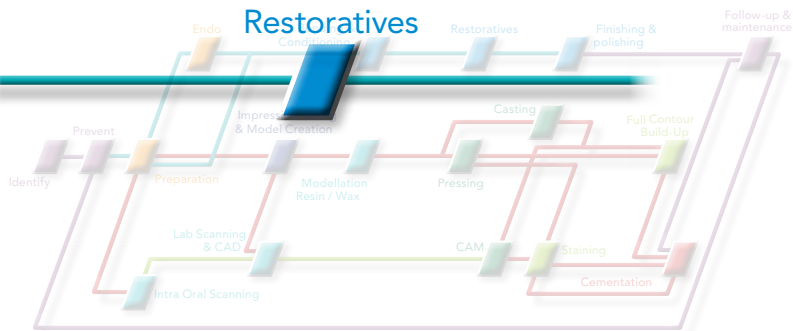 Restoratives
Endo
Conditioning
Restoratives
Finishing &
polishing
Follow-up &
maintenance
Prevent
Impress
& Model Creation
Casting
Full Contour
Build-Up
Identify
Preparation
Modellation
Resin / Wax
Pressing
Lab Scanning
& CAD
CAM
Staining
Intra Oral Scanning
Cementation